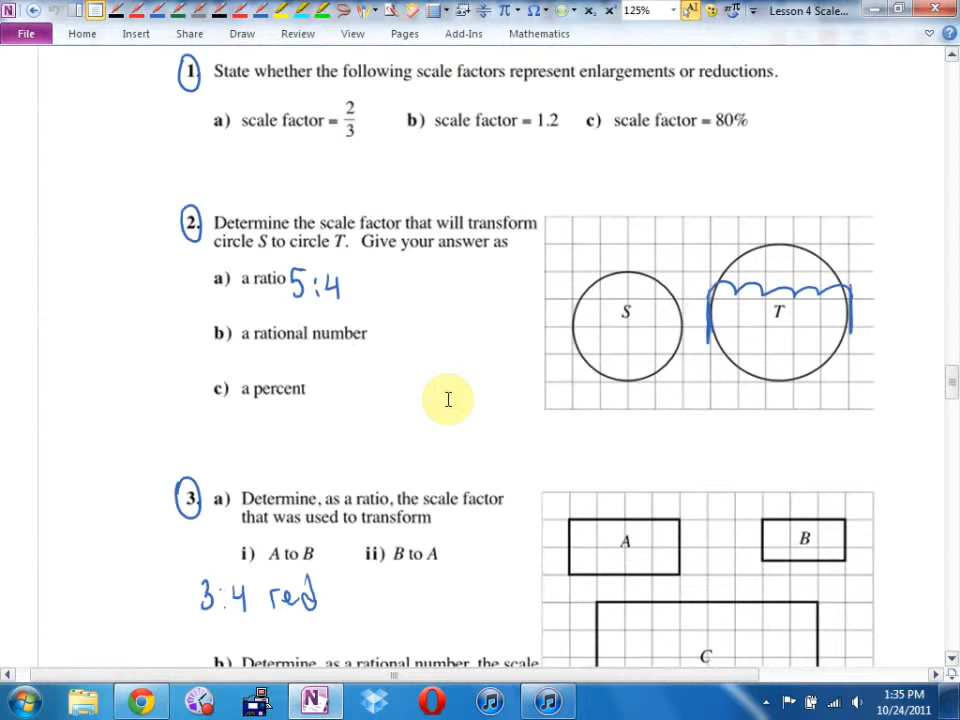 125%
Lesson 4 Scale...
File Home Insert Share Draw Review View Pages Add-Ins Mathematics
1. State whether the following scale factors represent enlargements or reductions.
a) scale factor = 2/3 b) scale factor = 1.2 c) scale factor = 80%
2. Determine the scale factor that will transform
circle S to circle T. Give your answer as
a) a ratio 5:4
b) a rational number
c) a percent
S
T
3. a) Determine, as a ratio, the scale factor
that was used to transform
i) A to B ii) B to A
3:4 red
A
B
C
b) Determine, as a rational number, the scale
1:35 PM
10/24/2011